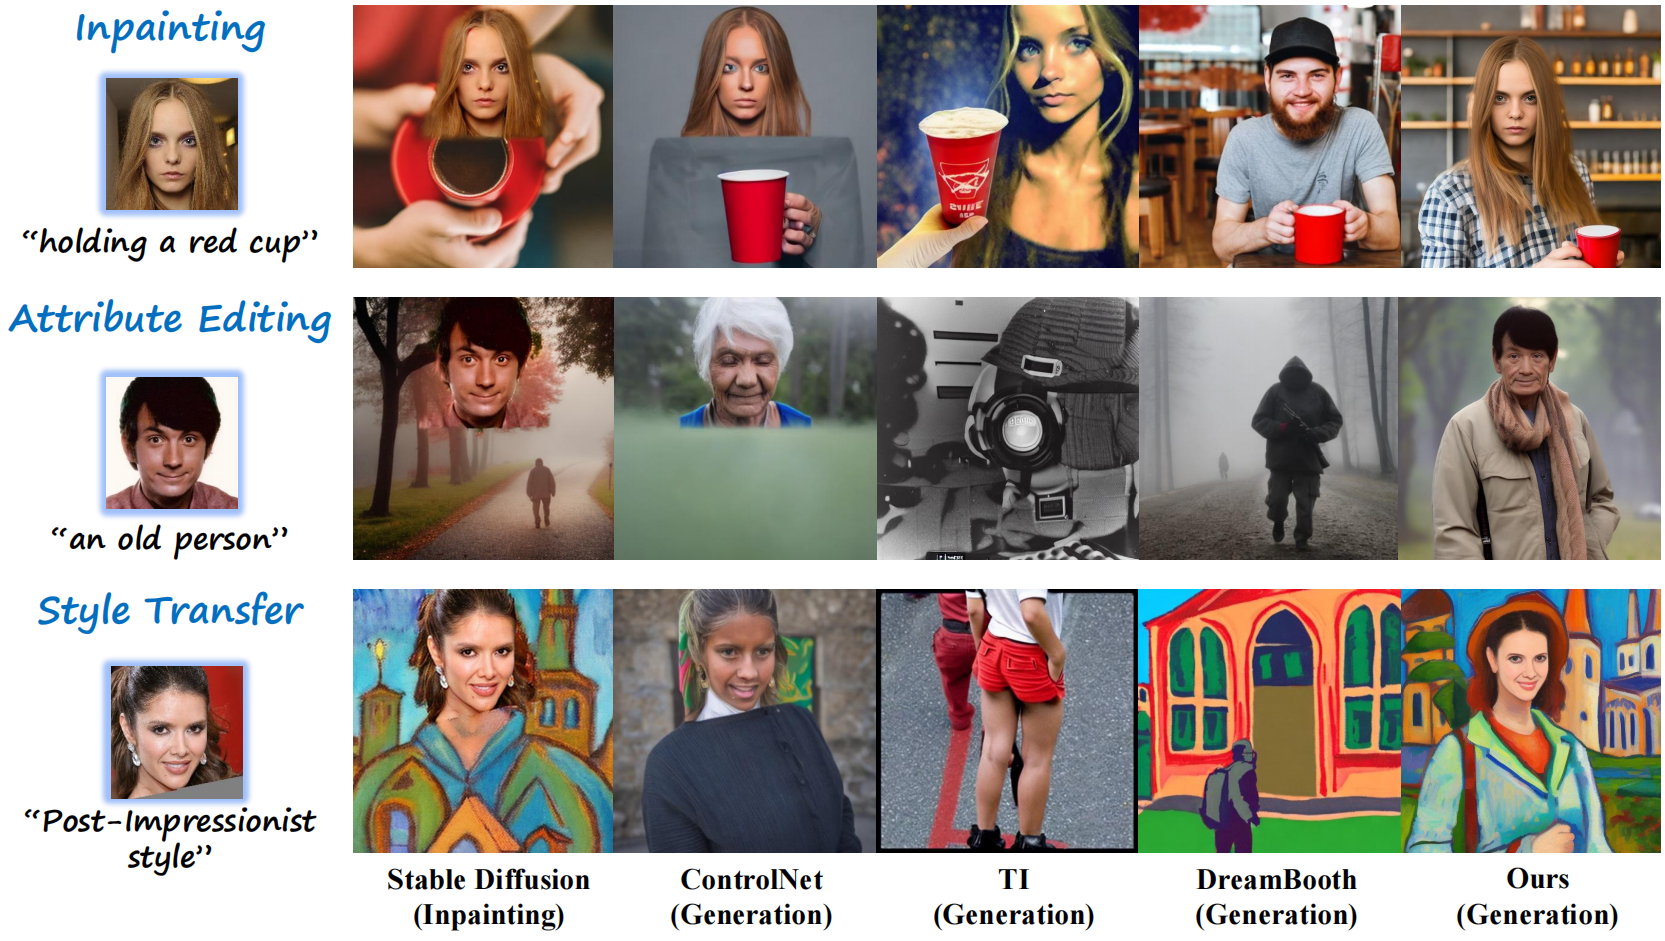 Inpainting
“holding a red cup”
Attribute Editing
“an old person”
Style Transfer
“Post-Impressionist
style”
Stable Diffusion
(Inpainting)
ControlNet
(Generation)
TI
(Generation)
DreamBooth
(Generation)
Ours
(Generation)